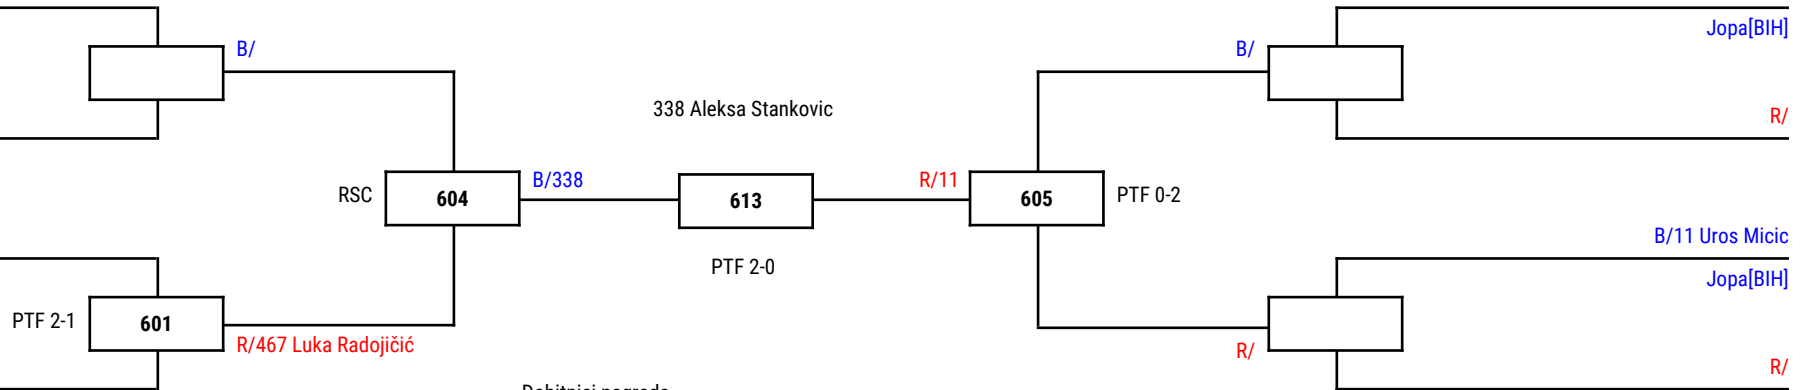 Jopa[BIH]
B/
B/
338 Aleksa Stankovic
R/
B/338
R/11
RSC
604
613
605
PTF 0-2
B/11 Uros Micic
PTF 2-0
Jopa[BIH]
PTF 2-1
601
R/467 Luka Radojičić
R/
R/